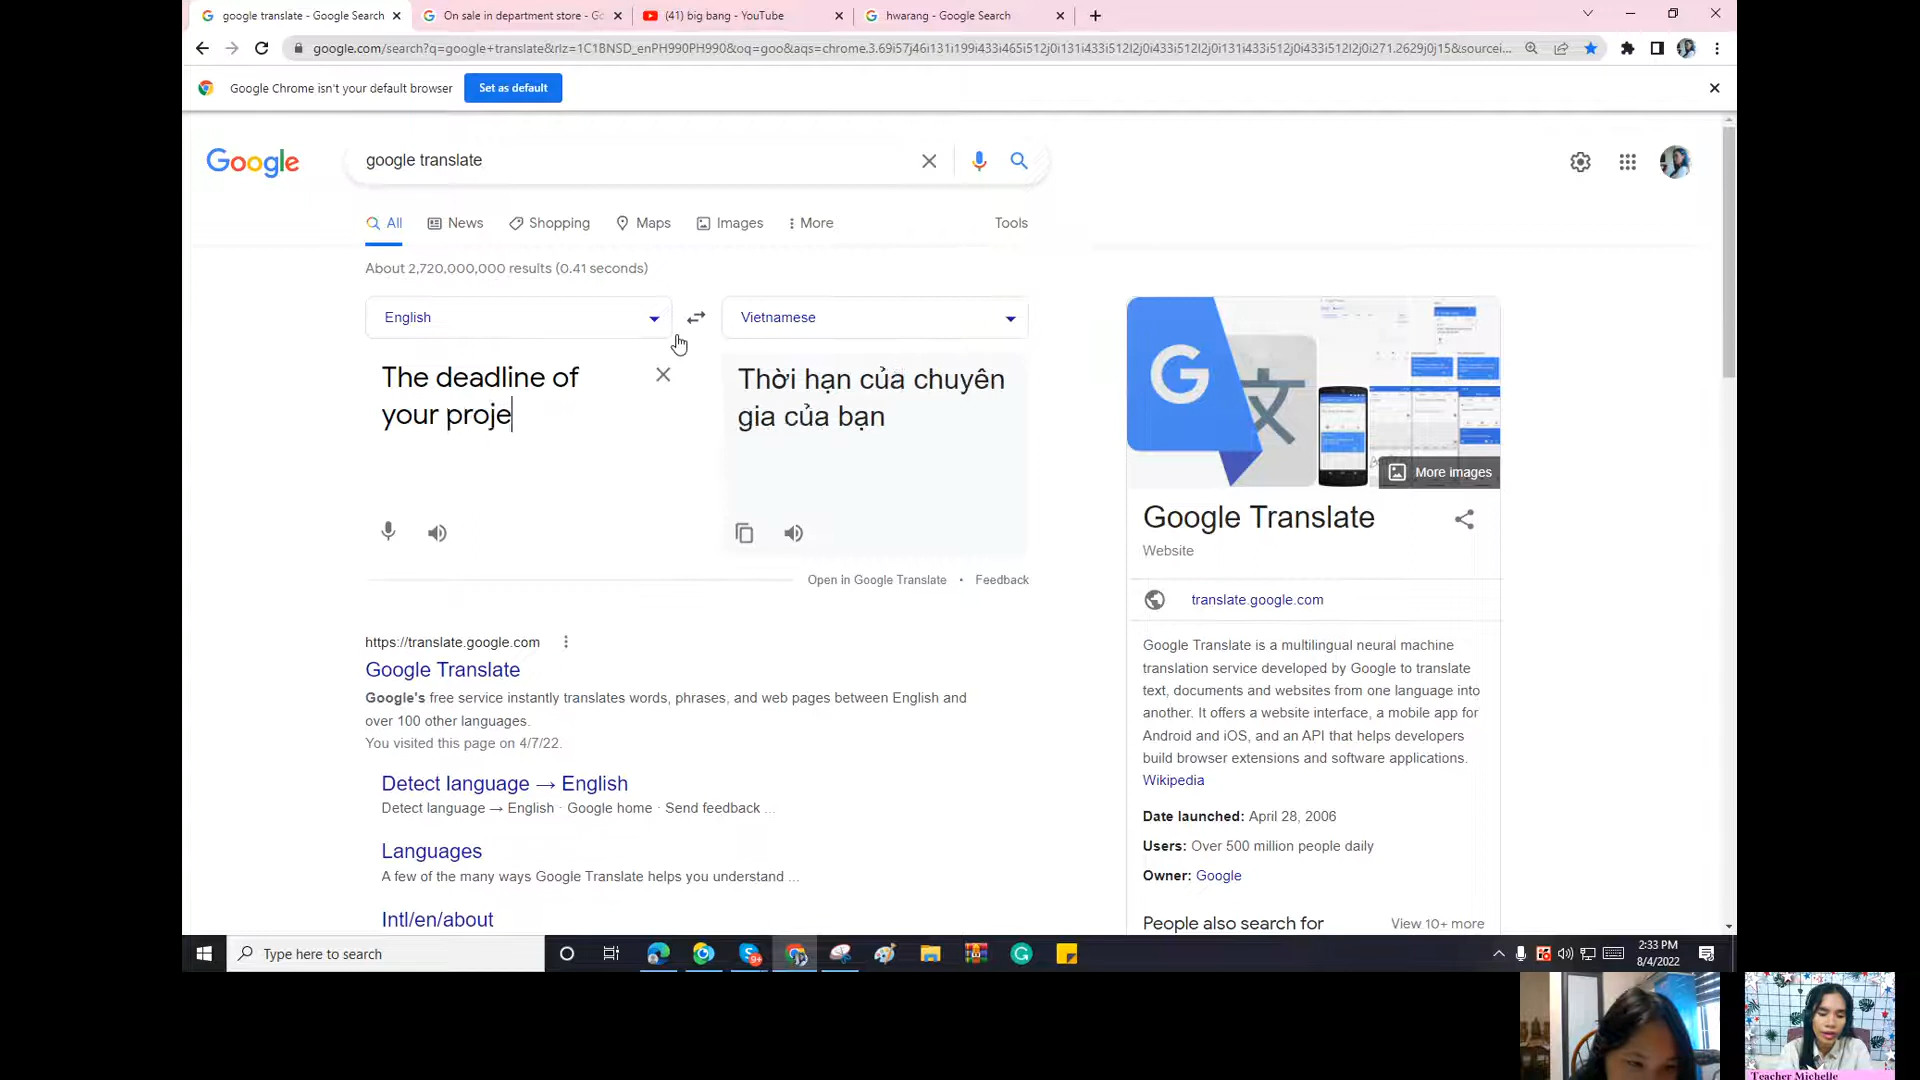 google translate - Google Search
On sale in department store - Go
(41) big bang - YouTube
hwarang - Google Search
google.com/search?q=google+translate&rlz=1C1BNSD_enPH990PH990&oq=goo&aqs=chrome.3.69i57j46i131i199i433i465i512j0i131i433i512l2j0i433i512l2j0i131i433i512j0i433i512l2j0i271.2629j0j15&sourcei...
Google Chrome isn't your default browser
Set as default
Google
google translate
All
News
Shopping
Maps
Images
More
Tools
About 2,720,000,000 results (0.41 seconds)
English
Vietnamese
The deadline of
your proje
Thời hạn của chuyên
gia của bạn
Open in Google Translate • Feedback
More images
Google Translate
Website
translate.google.com
Google Translate is a multilingual neural machine
translation service developed by Google to translate
text, documents and websites from one language into
another. It offers a website interface, a mobile app for
Android and iOS, and an API that helps developers
build browser extensions and software applications.
Wikipedia
Date launched: April 28, 2006
Users: Over 500 million people daily
Owner: Google
People also search for
View 10+ more
https://translate.google.com
Google Translate
Google's free service instantly translates words, phrases, and web pages between English and
over 100 other languages.
You visited this page on 4/7/22.
Detect language → English
Detect language → English · Google home · Send feedback ...
Languages
A few of the many ways Google Translate helps you understand ...
Intl/en/about
Type here to search
2:33 PM
8/4/2022
Teacher Michelle